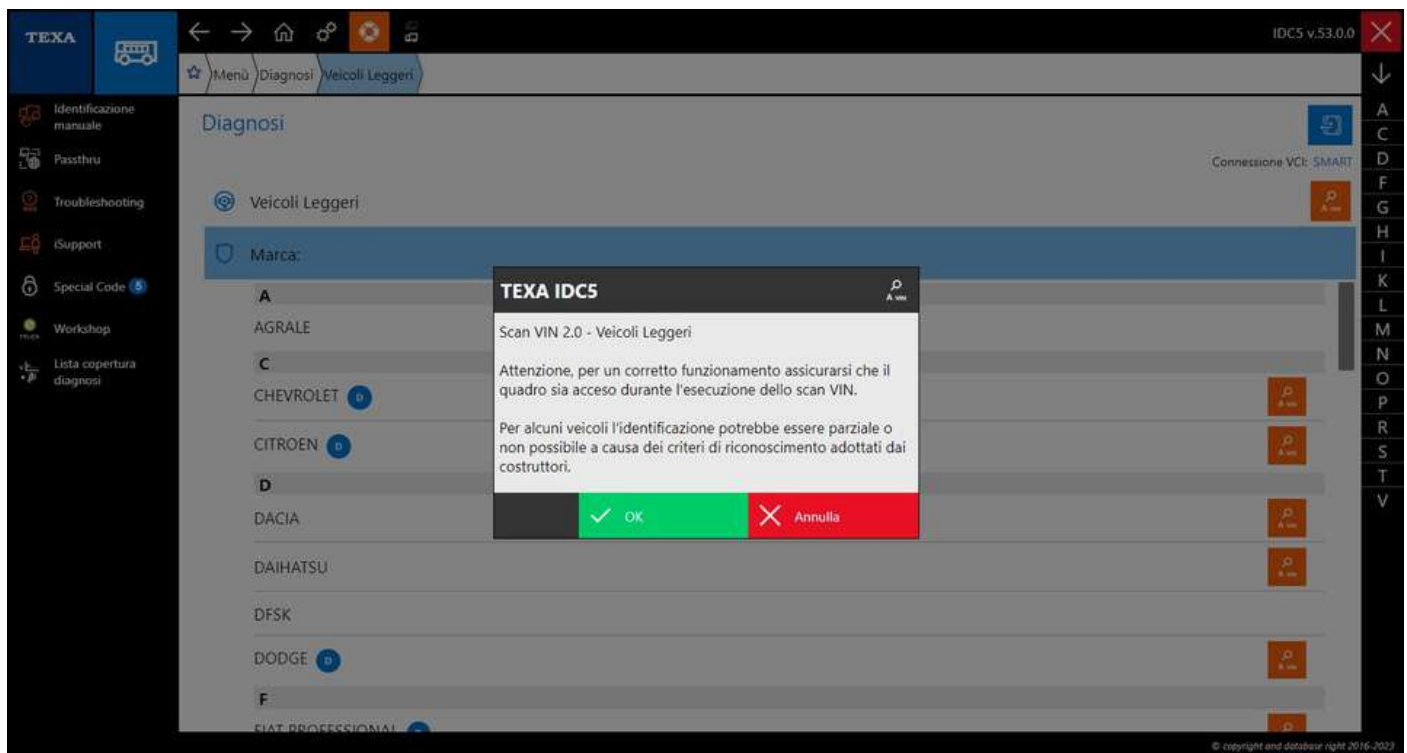 TEXA
IDC5 v.53.0.0
Menù Diagnosi Veicoli Leggeri
Identificazione manuale
Passthru
Troubleshooting
iSupport
Special Code 5
Workshop
Lista copertura diagnosi
Diagnosi
Connessione VCI: SMART
Veicoli Leggeri
Marca:
A
AGRALE
C
CHEVROLET D
CITROEN D
D
DACIA
DAIHATSU
DFSK
DODGE D
F
FIAT PROFESSIONAL
TEXA IDC5
Scan VIN 2.0 - Veicoli Leggeri
Attenzione, per un corretto funzionamento assicurarsi che il
quadro sia acceso durante l'esecuzione dello scan VIN.
Per alcuni veicoli l'identificazione potrebbe essere parziale o
non possibile a causa dei criteri di riconoscimento adottati dai
costruttori.
OK
Annulla
A
C
D
F
G
H
I
K
L
M
N
O
P
R
S
T
V
© copyright and database right 2016-2023